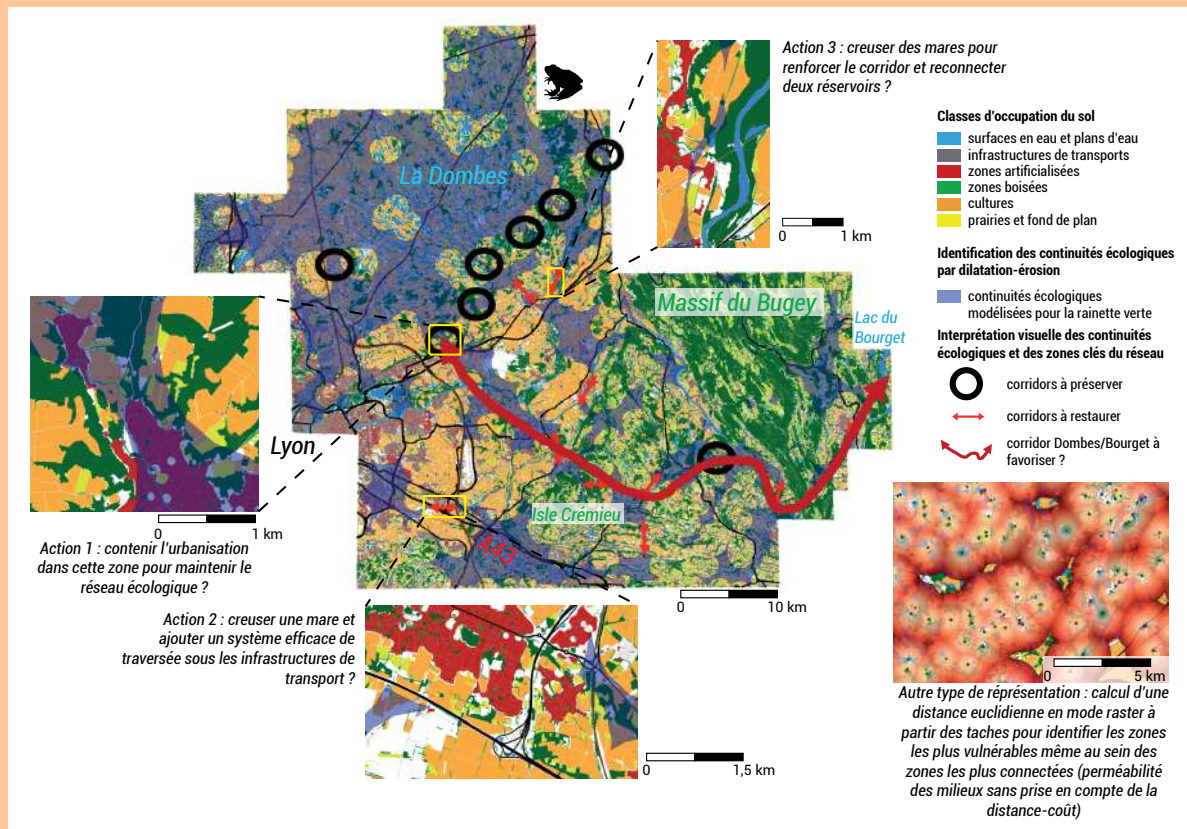 Action 3 : creuser des mares pour
renforcer le corridor et reconnecter
deux réservoirs ?
0 1 km
La Dombes
Massif du Bugey
Lac du
Bourget
Lyon
Isle Crémieu
A43
0 10 km
0 1 km
Action 1 : contenir l'urbanisation
dans cette zone pour maintenir le
réseau écologique ?
Action 2 : creuser une mare et
ajouter un système efficace de
traversée sous les infrastructures de
transport ?
0 1,5 km
Classes d'occupation du sol
surfaces en eau et plans d'eau
infrastructures de transports
zones artificialisées
zones boisées
cultures
prairies et fond de plan
Identification des continuités écologiques
par dilatation-érosion
continuités écologiques
modélisées pour la rainette verte
Interprétation visuelle des continuités
écologiques et des zones clés du réseau
corridors à préserver
corridors à restaurer
corridor Dombes/Bourget à
favoriser ?
0 5 km
Autre type de réprésentation : calcul d'une
distance euclidienne en mode raster à
partir des taches pour identifier les zones
les plus vulnérables même au sein des
zones les plus connectées (perméabilité
des milieux sans prise en compte de la
distance-coût)